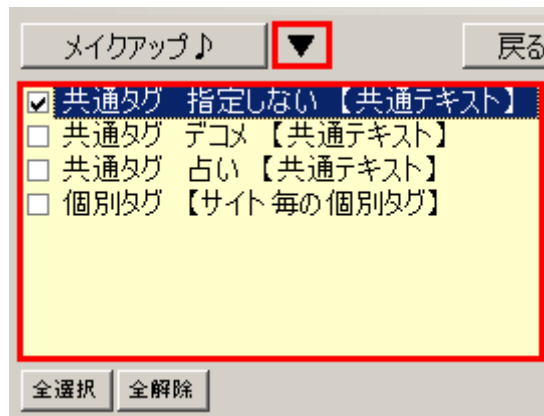 メイクアップ♪ ▼ 戻る
共通タグ 指定しない 【共通テキスト】
共通タグ デコメ 【共通テキスト】
共通タグ 占い 【共通テキスト】
個別タグ 【サイト毎の個別タグ】
全選択 全解除